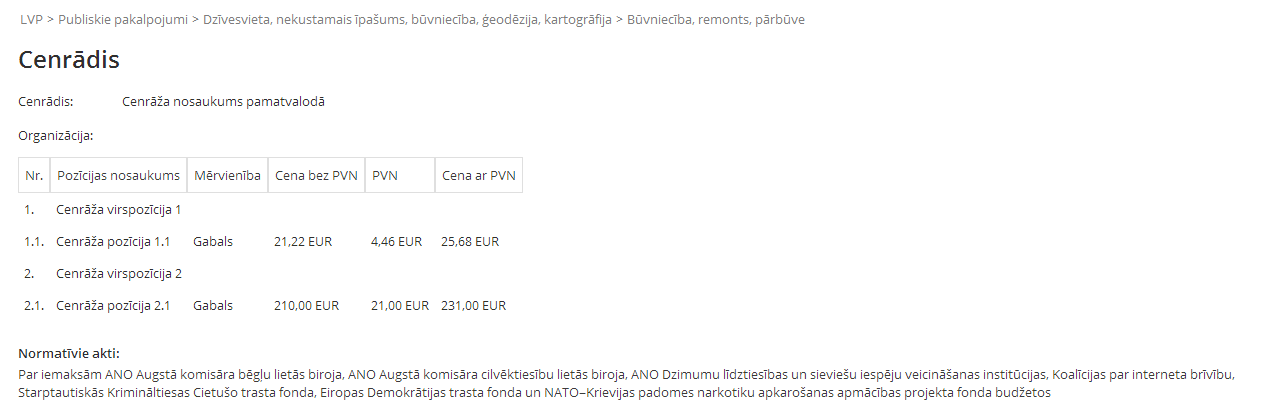 LVP > Publiskie pakalpojumi > Dzīvesvieta, nekustamais īpašums, būvniecība, ģeodēzija, kartogrāfija > Būvniecība, remonts, pārbūve
Cenrādis
Cenrādis: Cenrāža nosaukums pamatvalodā
Organizācija:
Nr. Pozīcijas nosaukums Mērvienība Cena bez PVN PVN Cena ar PVN
1. Cenrāža virspozīcija 1
1.1. Cenrāža pozīcija 1.1 Gabals 21,22 EUR 4,46 EUR 25,68 EUR
2. Cenrāža virspozīcija 2
2.1. Cenrāža pozīcija 2.1 Gabals 210,00 EUR 21,00 EUR 231,00 EUR
Normatīvie akti:
Par iemaksām ANO Augstā komisāra bēgļu lietās biroja, ANO Augstā komisāra cilvēktiesību lietās biroja, ANO Dzimumu līdztiesības un sieviešu iespēju veicināšanas institūcijas, Koalīcijas par interneta brīvību,
Starptautiskās Krimināltiesas Cietušo trasta fonda, Eiropas Demokrātijas trasta fonda un NATO–Krievijas padomes narkotiku apkarošanas apmācības projekta fonda budžetos